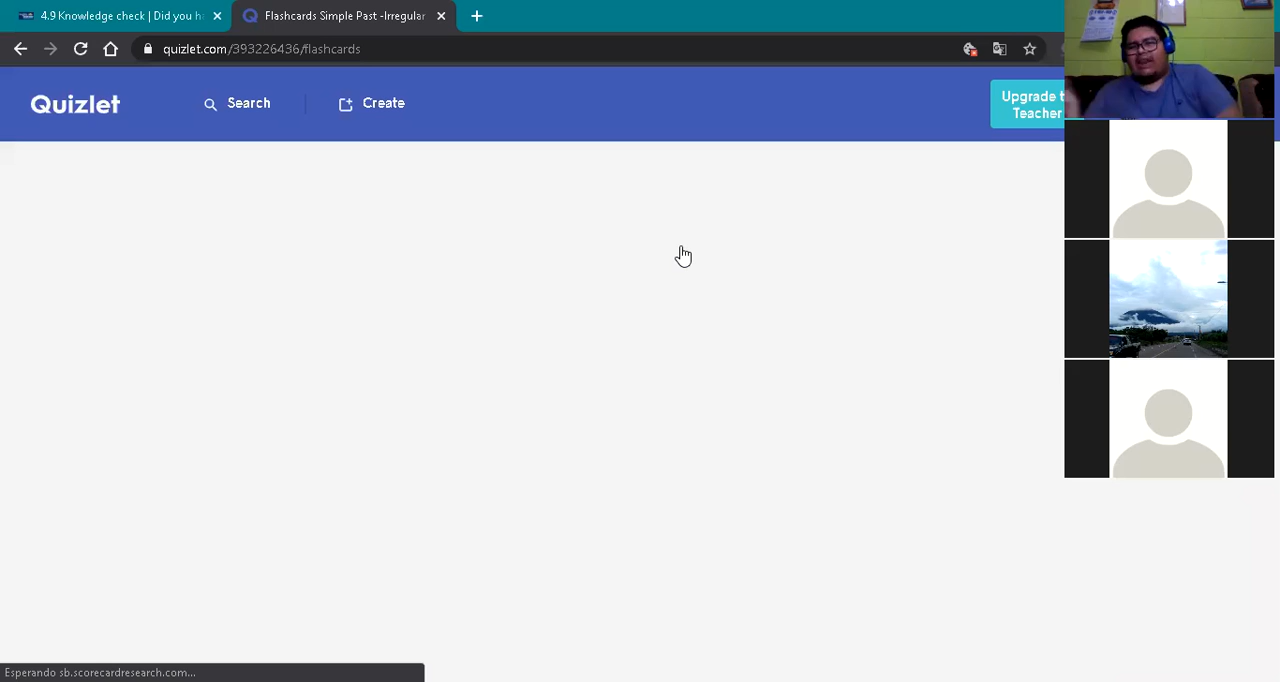 4.9 Knowledge check | Did you h
Flashcards Simple Past -Irregular
quizlet.com/393226436/flashcards
Quizlet
Search
Create
Upgrade t
Teacher
Esperando sb.scorecardresearch.com...